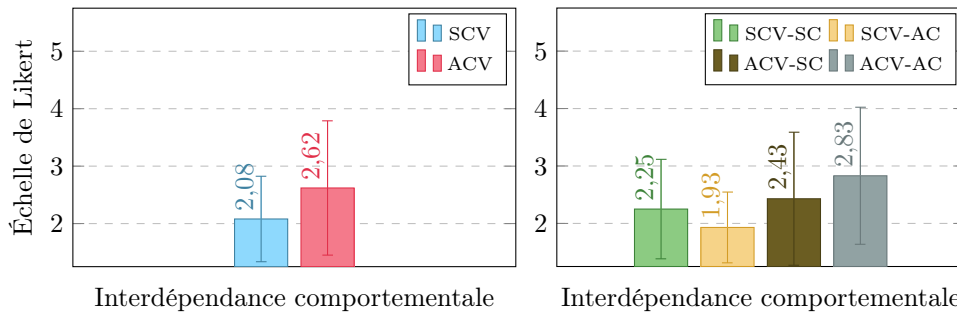 Échelle de Likert
5
4
3
2
2,08
2,62
SCV
ACV
Interdépendance comportementale
5
4
3
2
2,25
1,93
2,43
2,83
SCV-SC
SCV-AC
ACV-SC
ACV-AC
Interdépendance comportementale